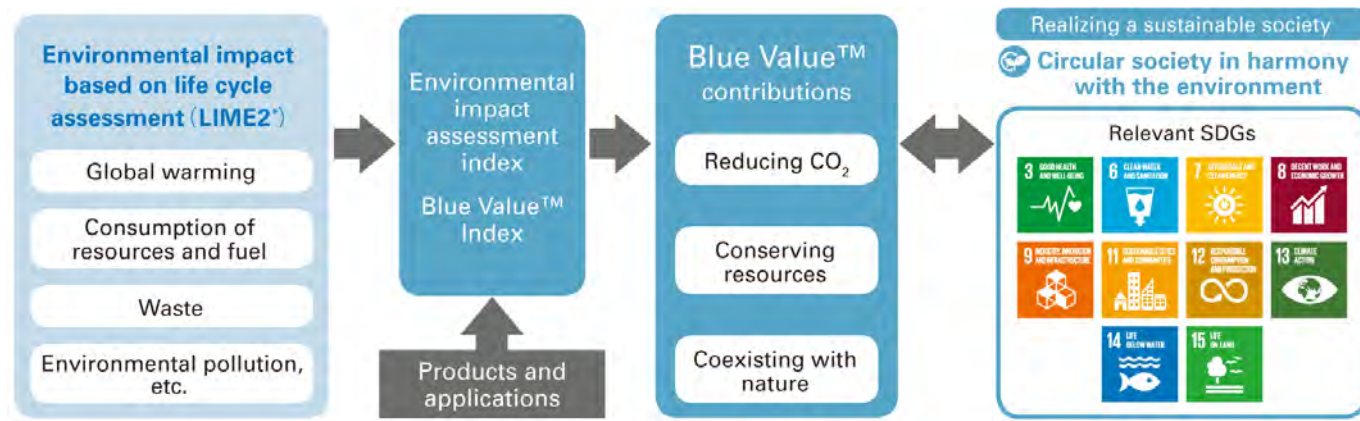 Environmental impact
based on life cycle
assessment (LIME2*)
Global warming
Consumption of
resources and fuel
Waste
Environmental pollution,
etc.
Environmental
impact
assessment
index
Blue Value™
Index
Products and
applications
Blue Value™
contributions
Reducing CO₂
Conserving
resources
Coexisting with
nature
Realizing a sustainable society
Circular society in harmony
with the environment
Relevant SDGs
3 GOOD HEALTH
AND WELL-BEING
6 CLEAN WATER
AND SANITATION
7 AFFORDABLE AND
CLEAN ENERGY
8 DECENT WORK AND
ECONOMIC GROWTH
9 INDUSTRY, INNOVATION
AND INFRASTRUCTURE
11 SUSTAINABLE CITIES
AND COMMUNITIES
12 RESPONSIBLE
CONSUMPTION
AND PRODUCTION
13 CLIMATE
ACTION
14 LIFE
BELOW WATER
15 LIFE
ON LAND